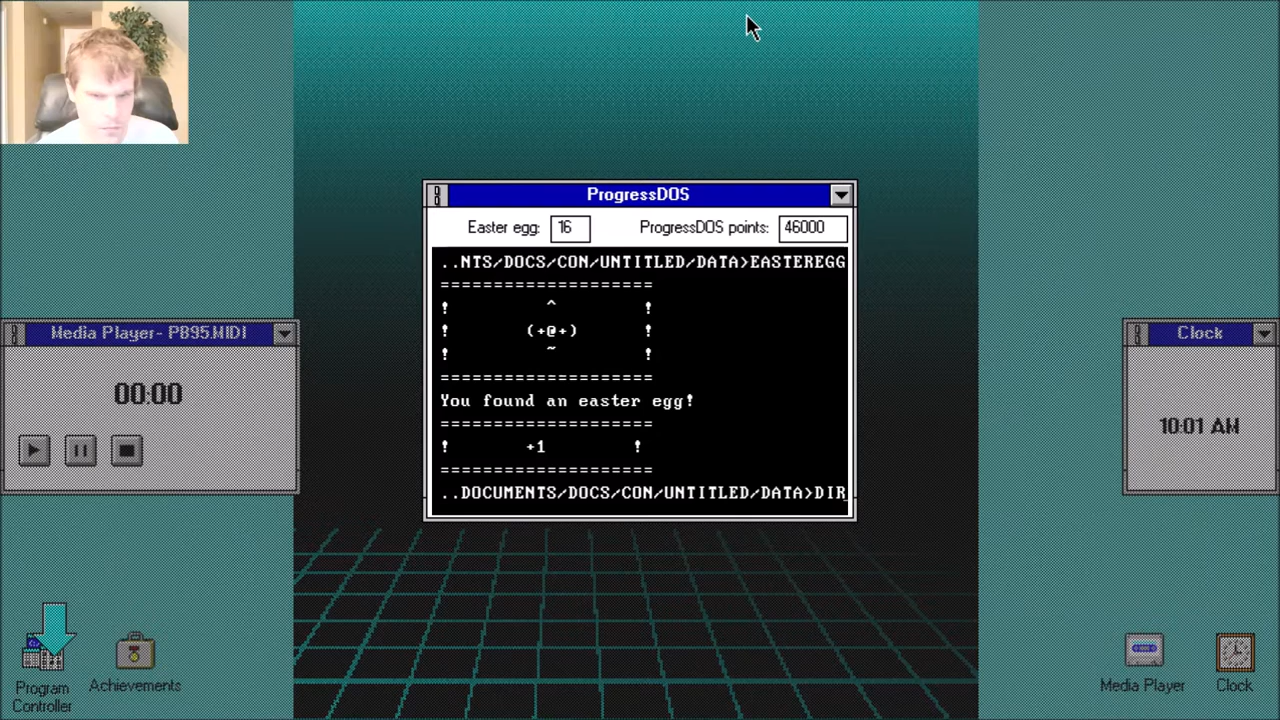 ProgressDOS
Easter egg: 16 ProgressDOS points: 46000
..NTS/DOCS/CON/UNTITLED/DATA>EASTEREGG
====================
! ^ !
! (+@+) !
! ~ !
====================
You found an easter egg!
====================
! +1 !
====================
..DOCUMENTS/DOCS/CON/UNTITLED/DATA>DIR_
Media Player- PB95.MIDI
00:00
Clock
10:01 AM
Program
Controller
Achievements
Media Player
Clock